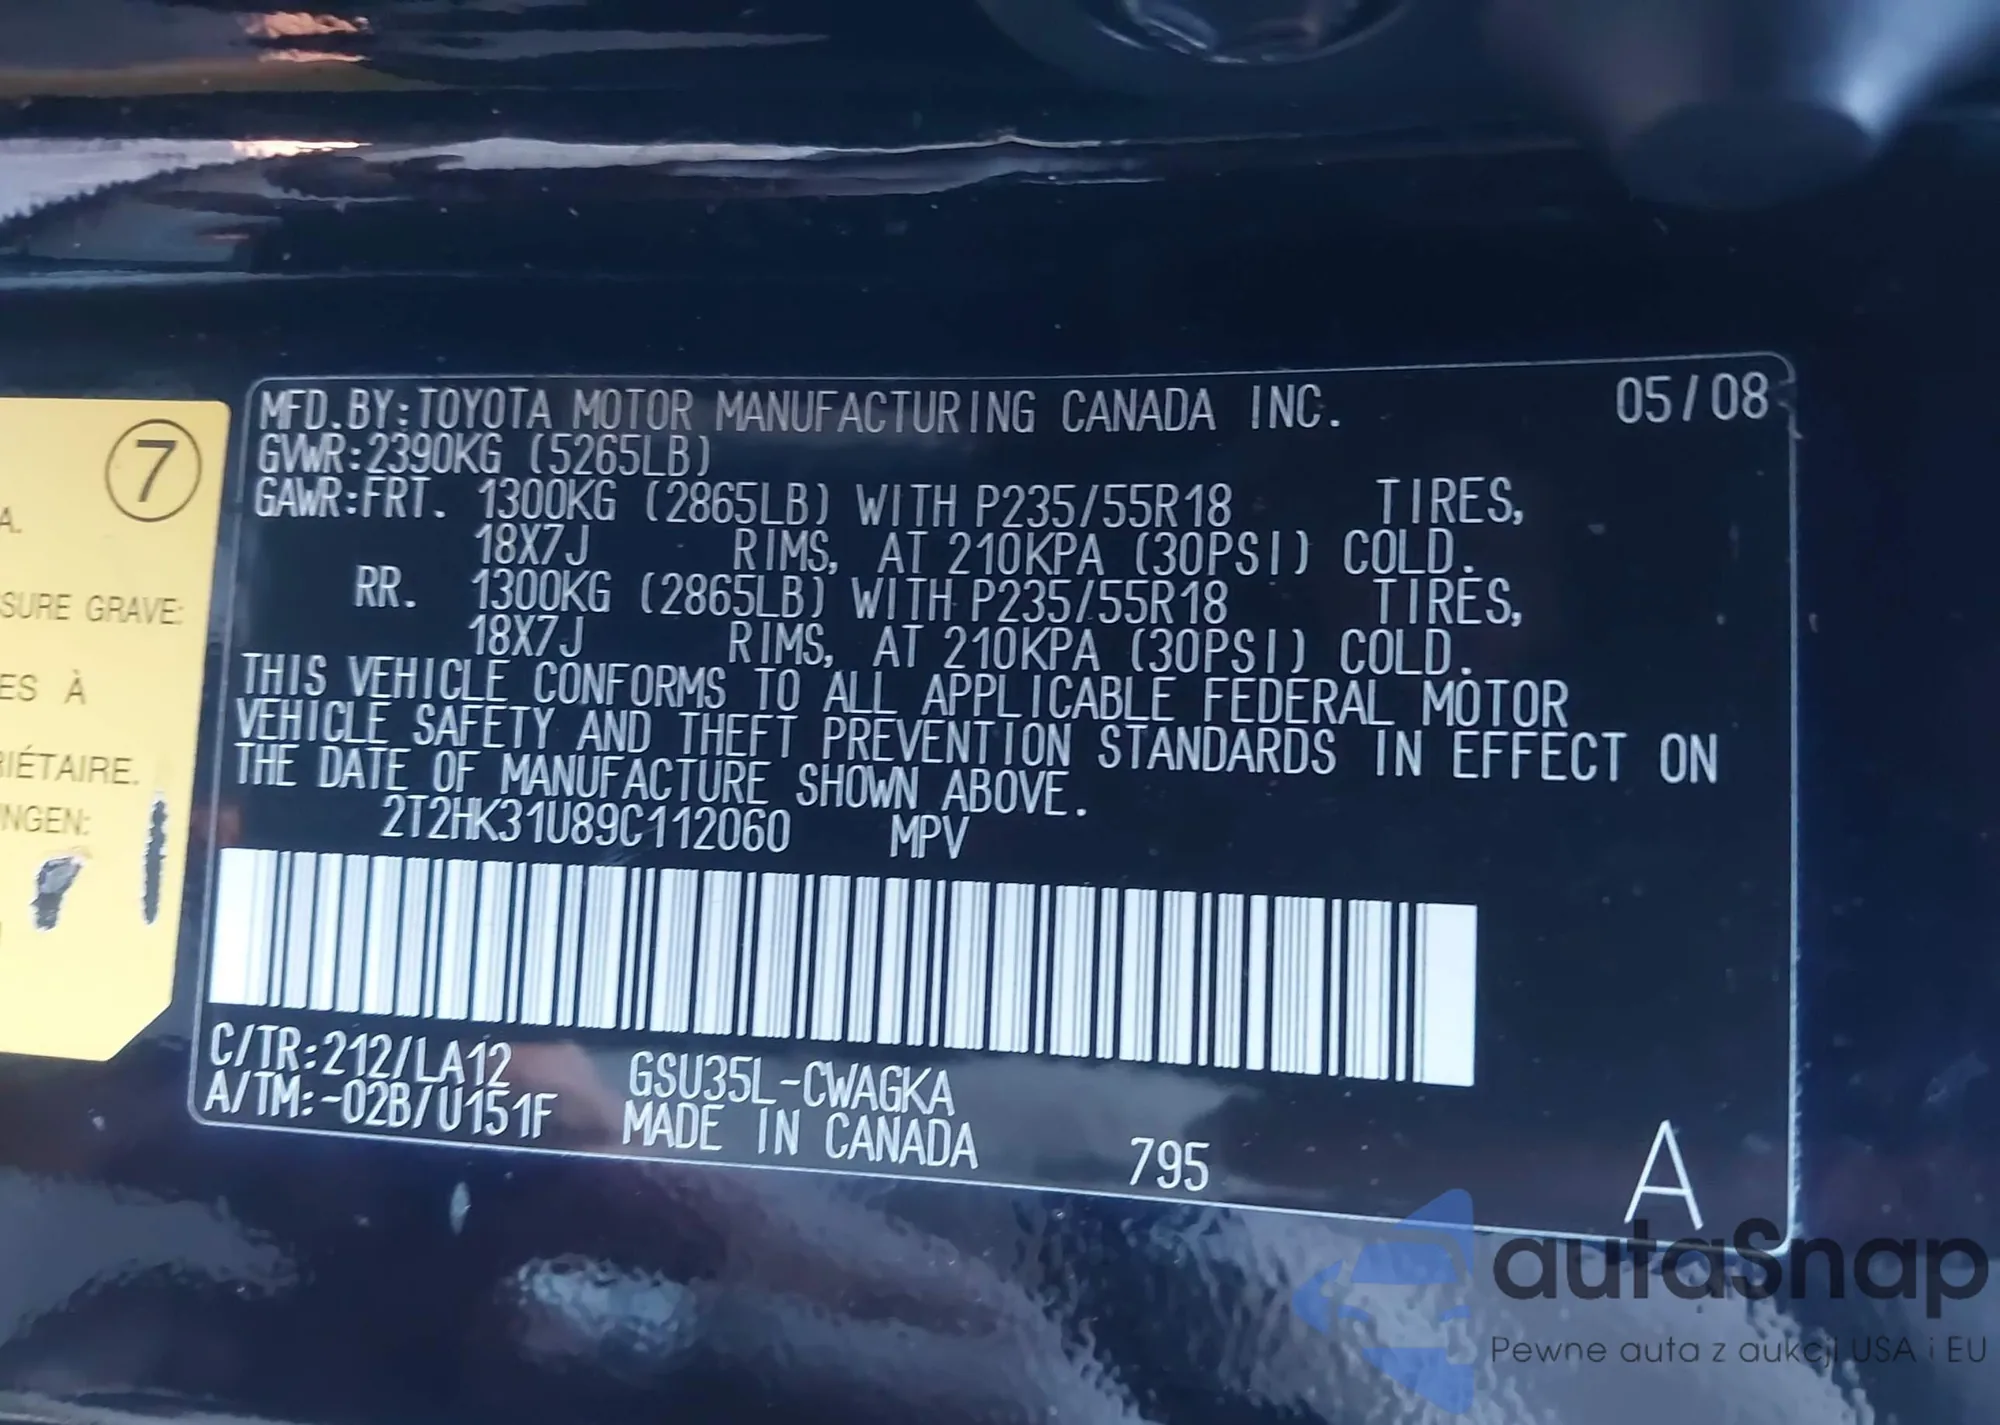 7
A.
SSURE GRAVE:
ES À
RIÉTAIRE.
NGEN:
MFD.BY:TOYOTA MOTOR MANUFACTURING CANADA INC. 05/08
GVWR:2390KG (5265LB)
GAWR:FRT. 1300KG (2865LB) WITH P235/55R18 TIRES,
18X7J RIMS, AT 210KPA (30PSI) COLD.
RR. 1300KG (2865LB) WITH P235/55R18 TIRES,
18X7J RIMS, AT 210KPA (30PSI) COLD.
THIS VEHICLE CONFORMS TO ALL APPLICABLE FEDERAL MOTOR
VEHICLE SAFETY AND THEFT PREVENTION STANDARDS IN EFFECT ON
THE DATE OF MANUFACTURE SHOWN ABOVE.
2T2HK31U89C112060 MPV
C/TR:212/LA12 GSU35L-CWAGKA
A/TM:-02B/U151F MADE IN CANADA 795 A
autaSnap
Pewne auta z aukcji USA i EU